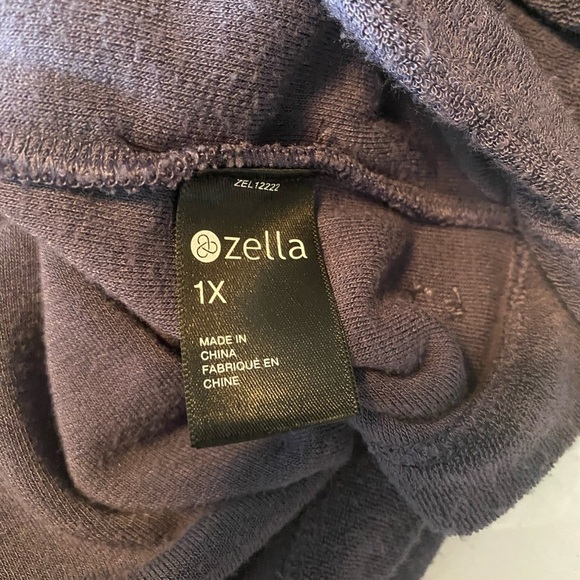 ZEL12222
zella
1X
MADE IN
CHINA
FABRIQUÉ EN
CHINE